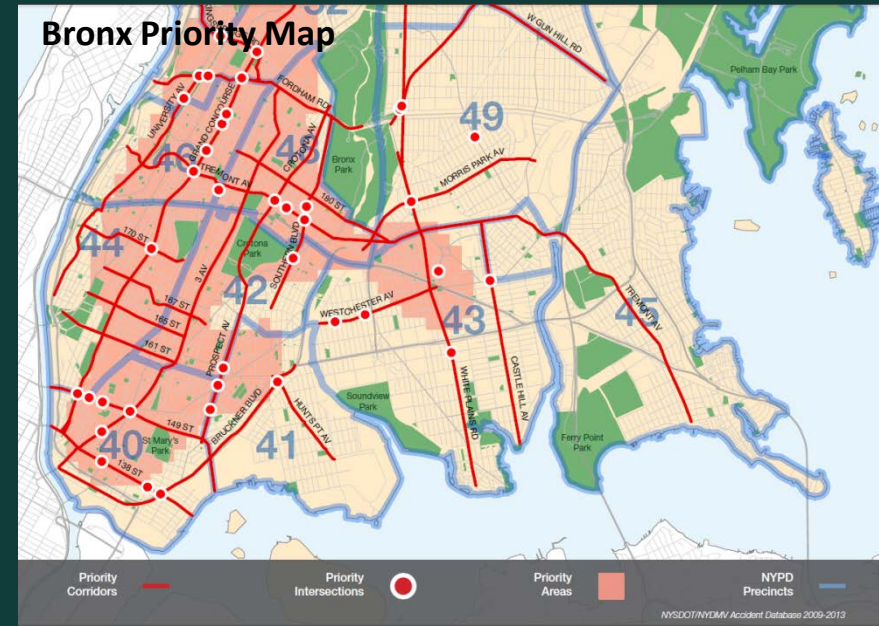 Bronx Priority Map
52
W GUN HILL RD
Pelham Bay Park
FORDHAM RD
UNIVERSITY AV
GRAND CONCOURSE
49
48
CROTONA AV
46
Bronx
Park
MORRIS PARK AV
TREMONT AV
180 ST
44
170 ST
Crotona
Park
SOUTHERN BLVD
3 AV
42
167 ST
WESTCHESTER AV
43
TREMONT AV
45
165 ST
161 ST
PROSPECT AV
WHITE PLAINS RD
CASTLE HILL AV
Soundview
Park
BRUCKNER BLVD
HUNTS PT AV
149 ST
40
St Mary's
Park
41
Ferry Point
Park
138 ST
Priority
Corridors
Priority
Intersections
Priority
Areas
NYPD
Precincts
NYSDOT/NYDMV Accident Database 2009-2013